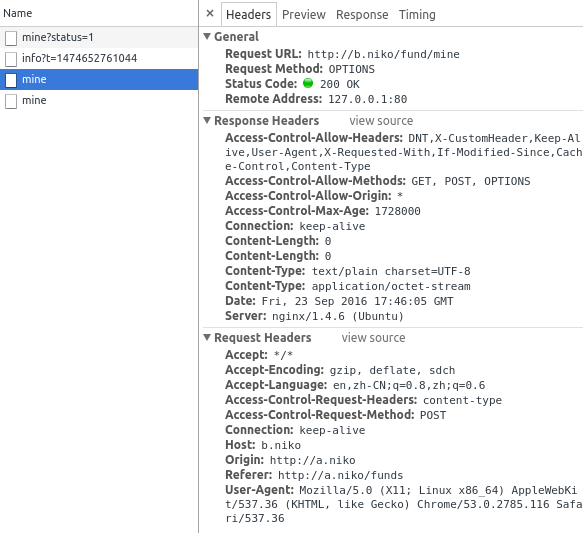 Name
mine?status=1
info?t=1474652761044
mine
mine
× Headers Preview Response Timing
▼ General
Request URL: http://b.niko/fund/mine
Request Method: OPTIONS
Status Code: 200 OK
Remote Address: 127.0.0.1:80
▼ Response Headers view source
Access-Control-Allow-Headers: DNT,X-CustomHeader,Keep-Al
ive,User-Agent,X-Requested-With,If-Modified-Since,Cach
e-Control,Content-Type
Access-Control-Allow-Methods: GET, POST, OPTIONS
Access-Control-Allow-Origin: *
Access-Control-Max-Age: 1728000
Connection: keep-alive
Content-Length: 0
Content-Length: 0
Content-Type: text/plain charset=UTF-8
Content-Type: application/octet-stream
Date: Fri, 23 Sep 2016 17:46:05 GMT
Server: nginx/1.4.6 (Ubuntu)
▼ Request Headers view source
Accept: */*
Accept-Encoding: gzip, deflate, sdch
Accept-Language: en,zh-CN;q=0.8,zh;q=0.6
Access-Control-Request-Headers: content-type
Access-Control-Request-Method: POST
Connection: keep-alive
Host: b.niko
Origin: http://a.niko
Referer: http://a.niko/funds
User-Agent: Mozilla/5.0 (X11; Linux x86_64) AppleWebKi
t/537.36 (KHTML, like Gecko) Chrome/53.0.2785.116 Safa
ri/537.36